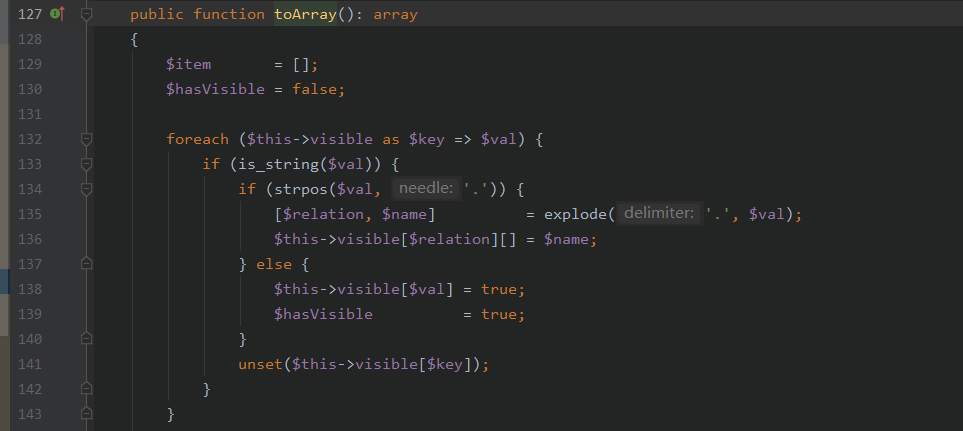 127 public function toArray(): array
128 {
129 $item       = [];
130 $hasVisible = false;
131
132 foreach ($this->visible as $key => $val) {
133 if (is_string($val)) {
134 if (strpos($val, needle: '.')) {
135 [$relation, $name]          = explode( delimiter: '.', $val);
136 $this->visible[$relation][] = $name;
137 } else {
138 $this->visible[$val] = true;
139 $hasVisible          = true;
140 }
141 unset($this->visible[$key]);
142 }
143 }